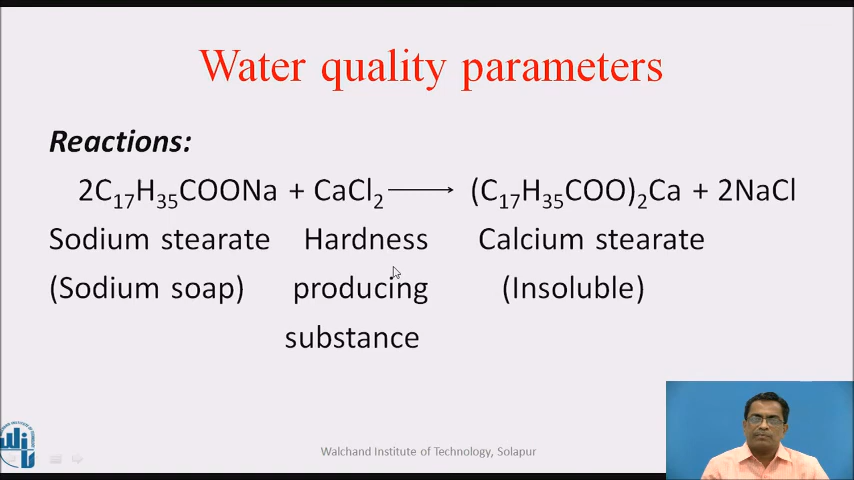 Water quality parameters
Reactions:
2C₁₇H₃₅COONa + CaCl₂ ⟶ (C₁₇H₃₅COO)₂Ca + 2NaCl
Sodium stearate Hardness Calcium stearate
(Sodium soap) producing (Insoluble)
substance
Walchand Institute of Technology, Solapur